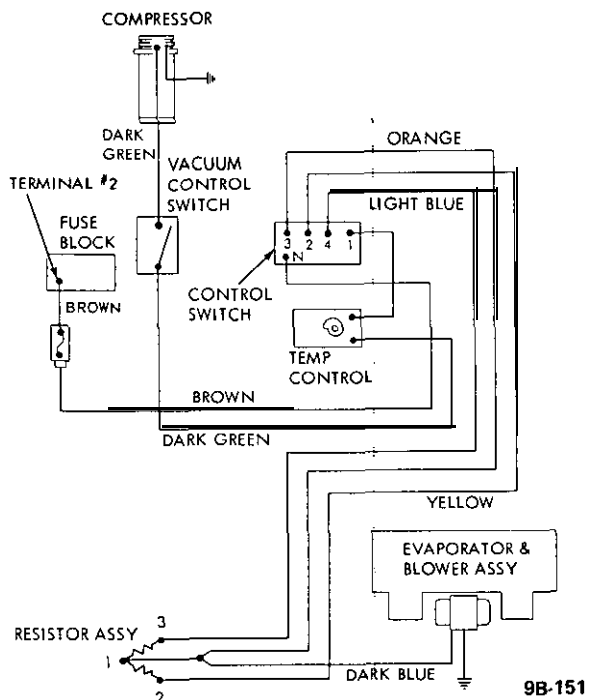 COMPRESSOR
DARK
GREEN
ORANGE
VACUUM
CONTROL
SWITCH
TERMINAL #2
LIGHT BLUE
FUSE
BLOCK
3 2 4 1
N
BROWN
CONTROL
SWITCH
TEMP
CONTROL
BROWN
DARK GREEN
YELLOW
EVAPORATOR &
BLOWER ASSY
3
RESISTOR ASSY
1
2
DARK BLUE
9B-151